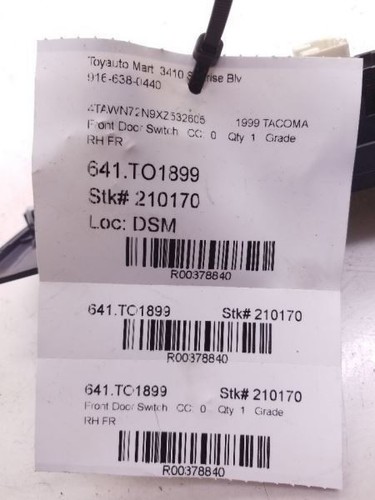 Toyauto Mart 3410 Blv
916-638-0440
4TAWN72N9XZ532605 1999 TACOMA
Front Door Switch CC: 0 Qty 1 Grade
RH FR
641.TO1899
Stk# 210170
Loc: DSM
R00378840
641.TO1899 Stk# 210170
R00378840
641.TO1899 Stk# 210170
Front Door Switch CC: 0 Qty 1 Grade
RH FR
R00378840